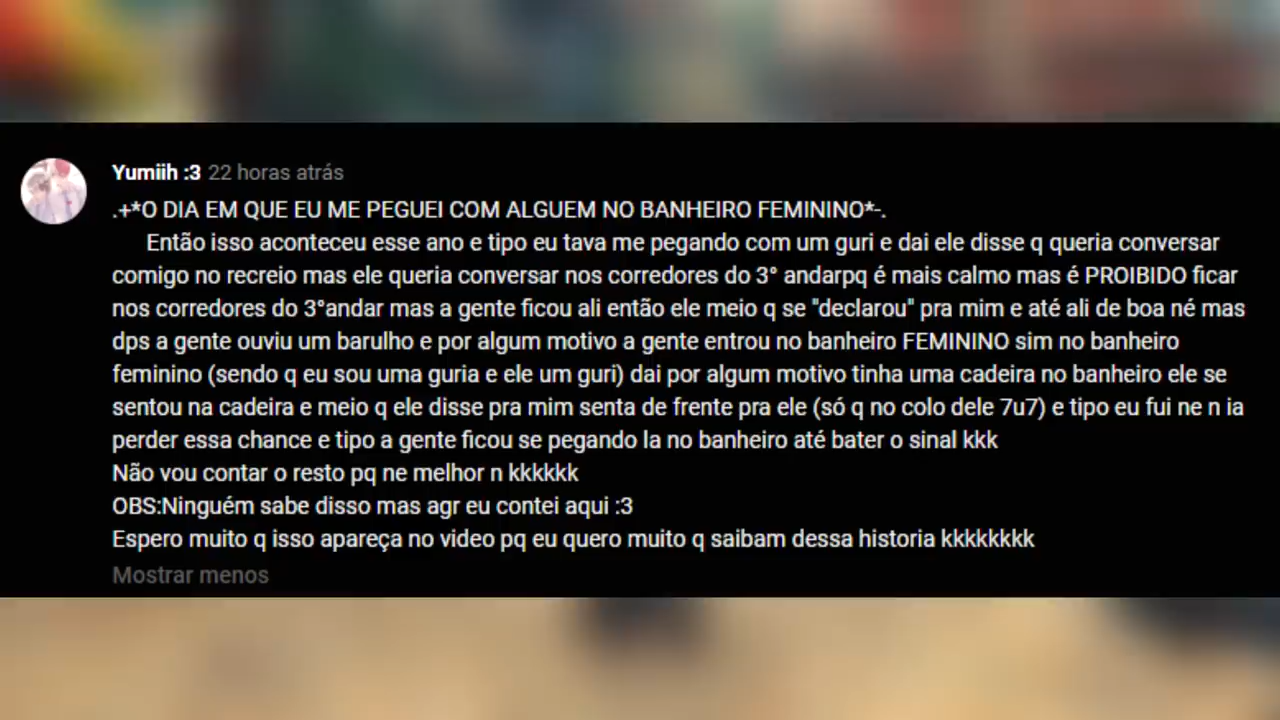 Yumiih :3 22 horas atrás
.+*O DIA EM QUE EU ME PEGUEI COM ALGUEM NO BANHEIRO FEMININO*-.
Então isso aconteceu esse ano e tipo eu tava me pegando com um guri e dai ele disse q queria conversar
comigo no recreio mas ele queria conversar nos corredores do 3° andarpq é mais calmo mas é PROIBIDO ficar
nos corredores do 3°andar mas a gente ficou ali então ele meio q se "declarou" pra mim e até ali de boa né mas
dps a gente ouviu um barulho e por algum motivo a gente entrou no banheiro FEMININO sim no banheiro
feminino (sendo q eu sou uma guria e ele um guri) dai por algum motivo tinha uma cadeira no banheiro ele se
sentou na cadeira e meio q ele disse pra mim senta de frente pra ele (só q no colo dele 7u7) e tipo eu fui ne n ia
perder essa chance e tipo a gente ficou se pegando la no banheiro até bater o sinal kkk
Não vou contar o resto pq ne melhor n kkkkkk
OBS:Ninguém sabe disso mas agr eu contei aqui :3
Espero muito q isso apareça no video pq eu quero muito q saibam dessa historia kkkkkkkk
Mostrar menos